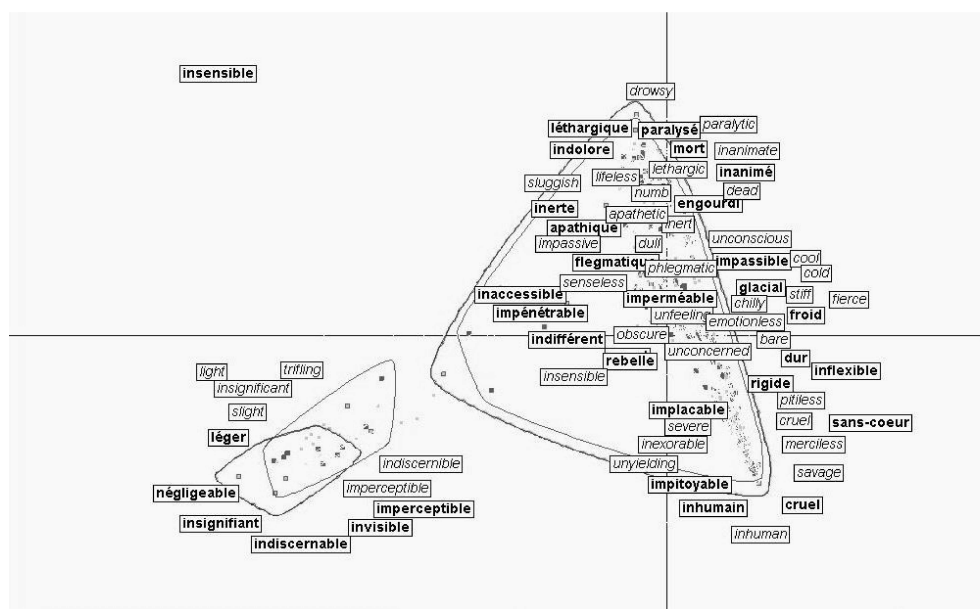 insensible
drowsy
léthargique
paralysé
paralytic
indolore
mort
inanimate
lethargic
inanimé
sluggish
lifeless
numb
dead
inerte
engourdi
apathetic
inert
apathique
impassive
dull
unconscious
flegmatique
phlegmatic
impassible
cool
cold
senseless
glacial
inaccessible
imperméable
chilly
stiff
fierce
impénétrable
unfeeling
emotionless
froid
indifférent
obscure
bare
rebelle
unconcerned
dur
inflexible
light
trifling
insensible
rigide
insignificant
pitiless
slight
implacable
cruel
sans-coeur
léger
severe
inexorable
merciless
indiscernible
unyielding
savage
négligeable
imperceptible
impitoyable
imperceptible
inhumain
cruel
insignifiant
invisible
indiscernable
inhuman